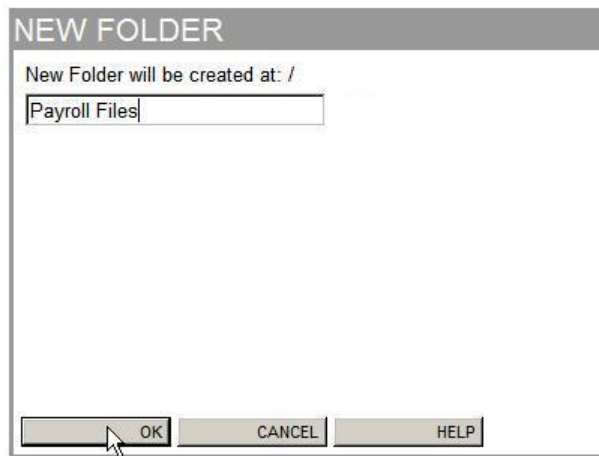 NEW FOLDER
New Folder will be created at: /
Payroll Files
OK CANCEL HELP